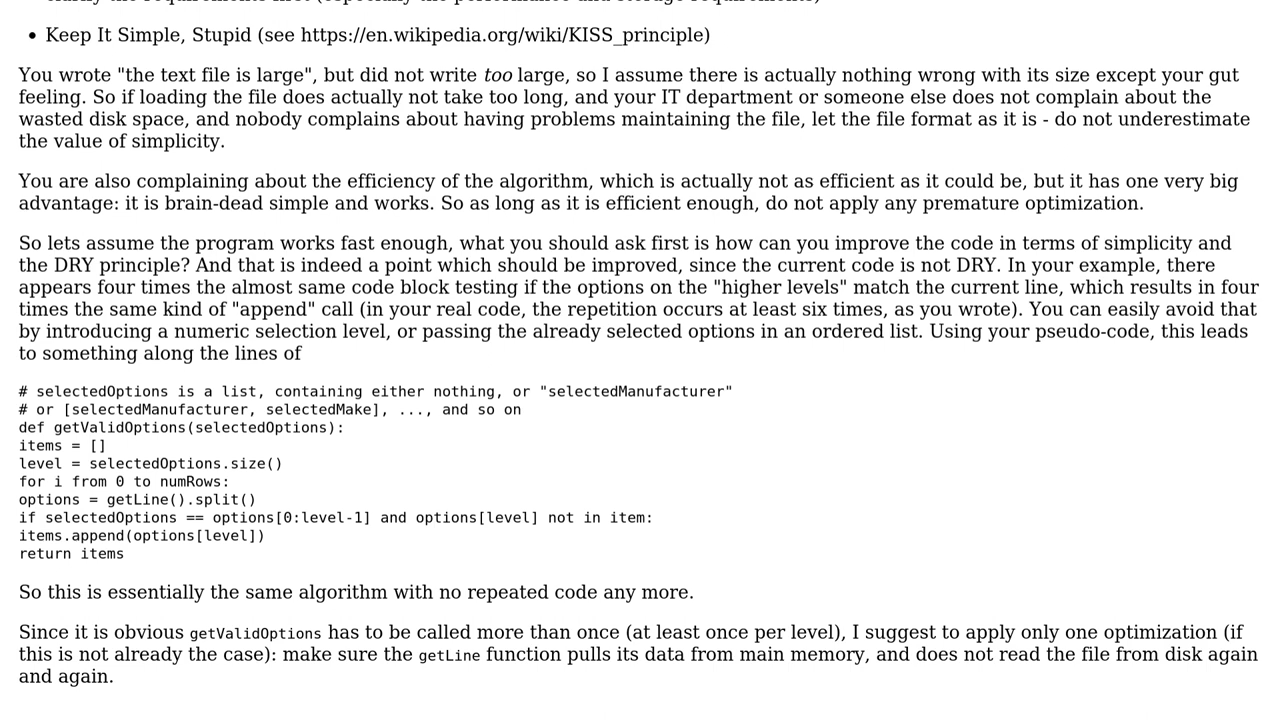 clarify the requirements first (especially the performance and storage requirements)
• Keep It Simple, Stupid (see https://en.wikipedia.org/wiki/KISS_principle)
You wrote "the text file is large", but did not write too large, so I assume there is actually nothing wrong with its size except your gut
feeling. So if loading the file does actually not take too long, and your IT department or someone else does not complain about the
wasted disk space, and nobody complains about having problems maintaining the file, let the file format as it is - do not underestimate
the value of simplicity.
You are also complaining about the efficiency of the algorithm, which is actually not as efficient as it could be, but it has one very big
advantage: it is brain-dead simple and works. So as long as it is efficient enough, do not apply any premature optimization.
So lets assume the program works fast enough, what you should ask first is how can you improve the code in terms of simplicity and
the DRY principle? And that is indeed a point which should be improved, since the current code is not DRY. In your example, there
appears four times the almost same code block testing if the options on the "higher levels" match the current line, which results in four
times the same kind of "append" call (in your real code, the repetition occurs at least six times, as you wrote). You can easily avoid that
by introducing a numeric selection level, or passing the already selected options in an ordered list. Using your pseudo-code, this leads
to something along the lines of
# selectedOptions is a list, containing either nothing, or "selectedManufacturer"
# or [selectedManufacturer, selectedMake], ..., and so on
def getValidOptions(selectedOptions):
items = []
level = selectedOptions.size()
for i from 0 to numRows:
options = getLine().split()
if selectedOptions == options[0:level-1] and options[level] not in item:
items.append(options[level])
return items
So this is essentially the same algorithm with no repeated code any more.
Since it is obvious getValidOptions has to be called more than once (at least once per level), I suggest to apply only one optimization (if
this is not already the case): make sure the getLine function pulls its data from main memory, and does not read the file from disk again
and again.